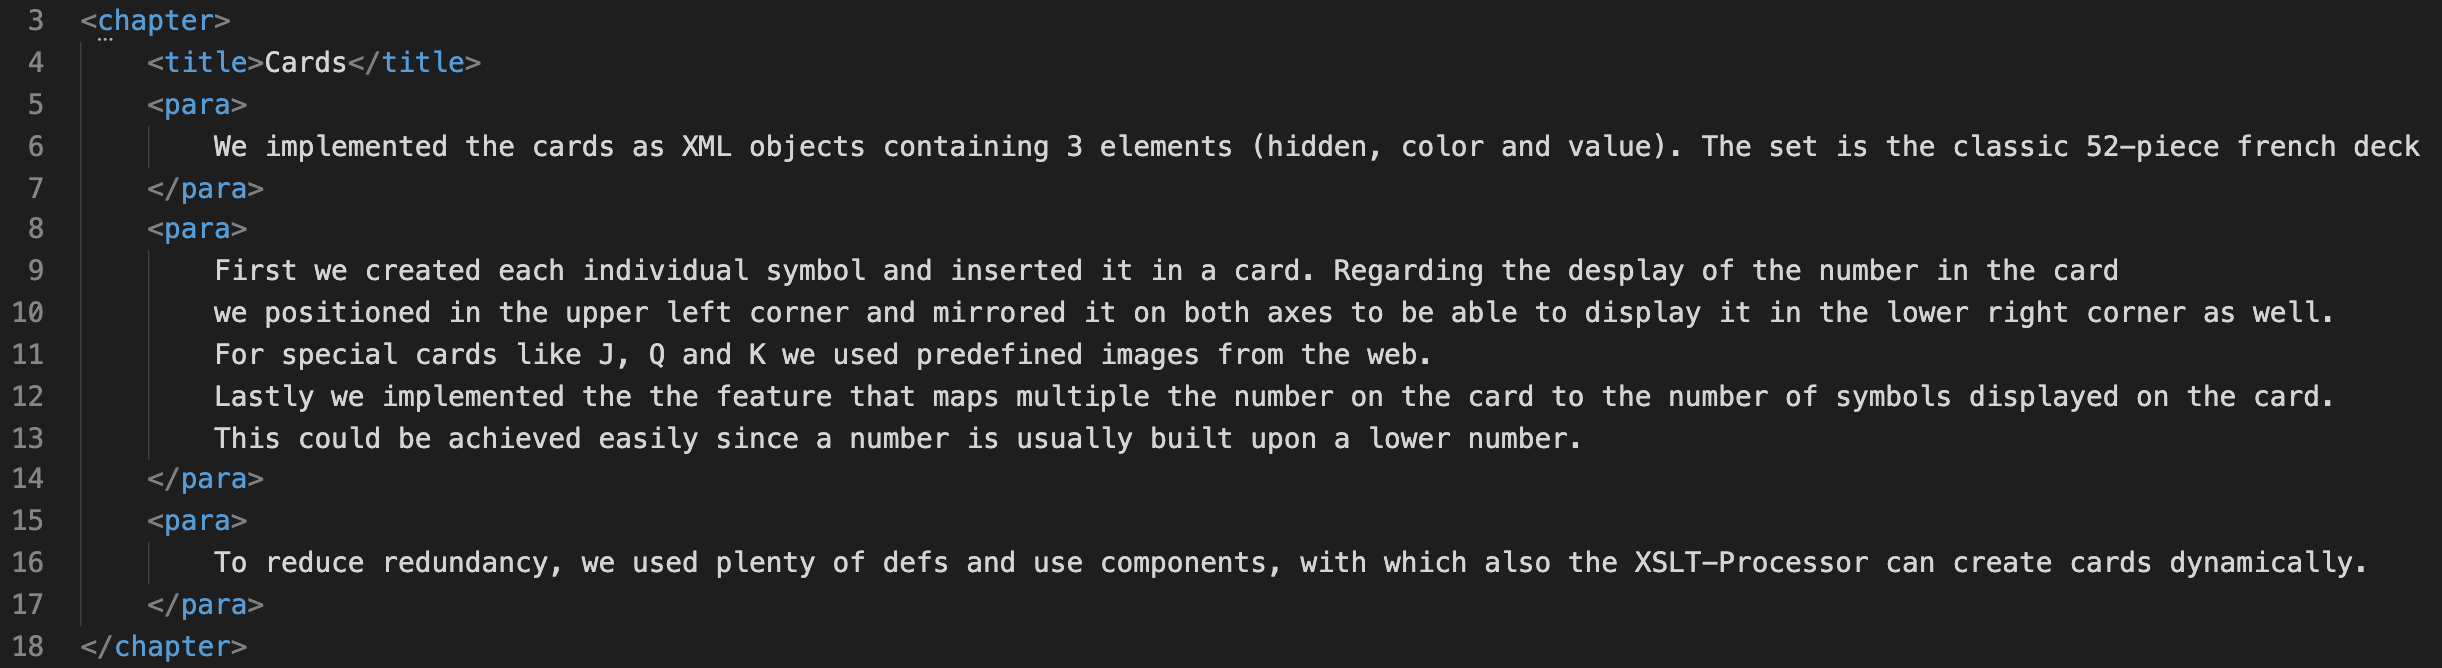 3 <chapter>
4 <title>Cards</title>
5 <para>
6 We implemented the cards as XML objects containing 3 elements (hidden, color and value). The set is the classic 52-piece french deck
7 </para>
8 <para>
9 First we created each individual symbol and inserted it in a card. Regarding the desplay of the number in the card
10 we positioned in the upper left corner and mirrored it on both axes to be able to display it in the lower right corner as well.
11 For special cards like J, Q and K we used predefined images from the web.
12 Lastly we implemented the the feature that maps multiple the number on the card to the number of symbols displayed on the card.
13 This could be achieved easily since a number is usually built upon a lower number.
14 </para>
15 <para>
16 To reduce redundancy, we used plenty of defs and use components, with which also the XSLT-Processor can create cards dynamically.
17 </para>
18 </chapter>